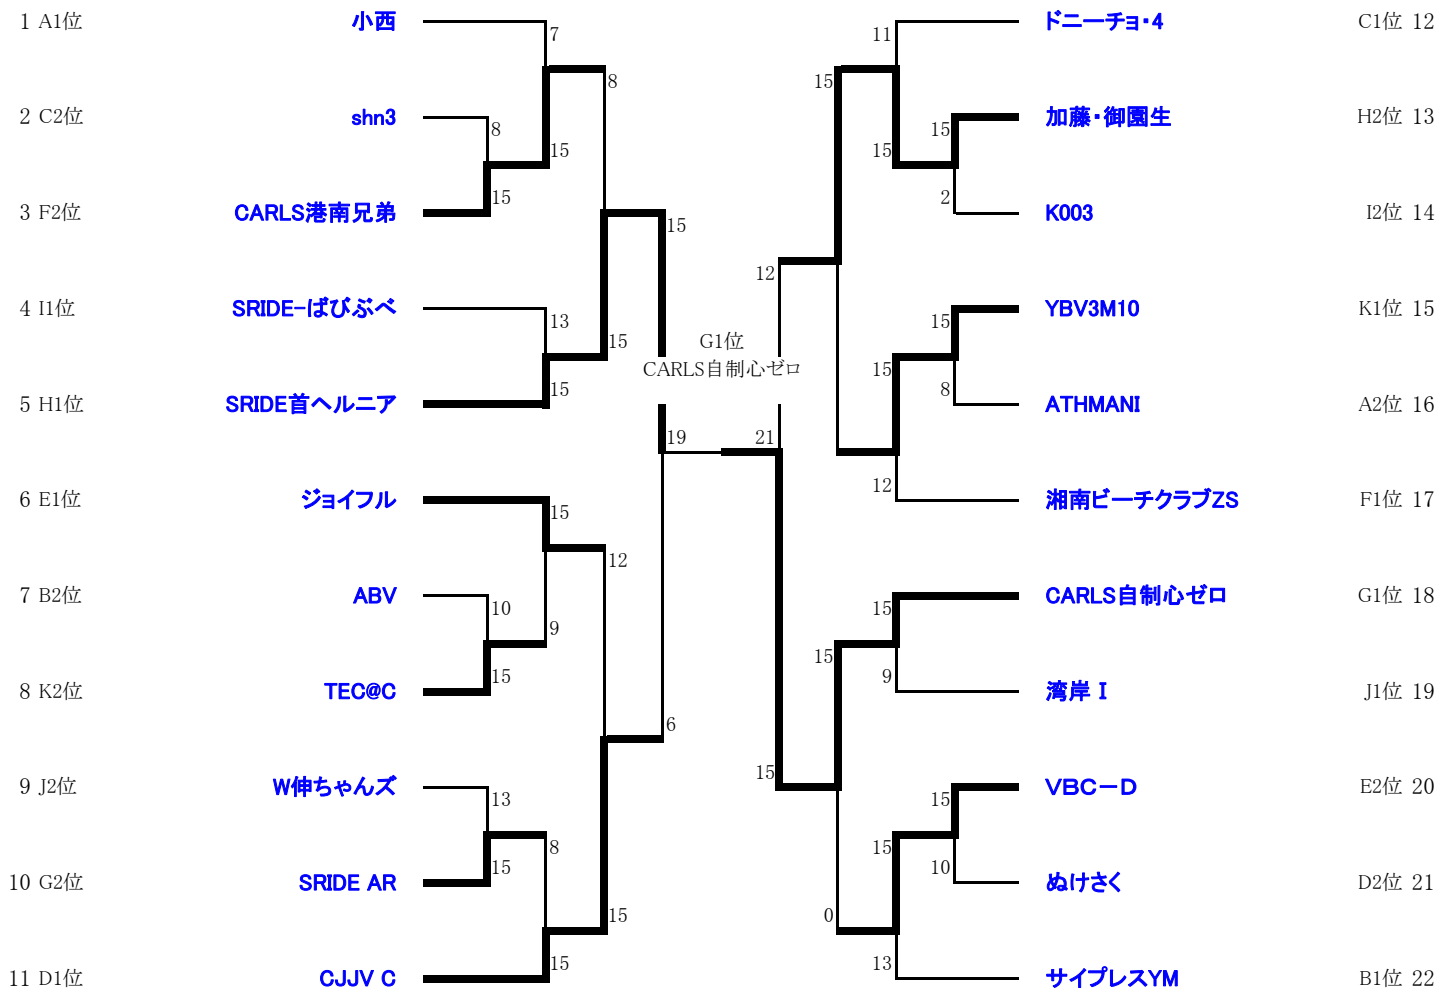 1 A1位 小西 7 11 ドニーチョ・4 C1位 12
8 15
2 C2位 shn3 8 15 加藤・御園生 H2位 13
15 15
3 F2位 CARLS港南兄弟 15 2 K003 I2位 14
15
12
4 I1位 SRIDE-ばびぶべ 13 15 YBV3M10 K1位 15
15 G1位
CARLS自制心ゼロ 15
5 H1位 SRIDE首ヘルニア 15 8 ATHMANI A2位 16
19 21
12
6 E1位 ジョイフル 15 湘南ビーチクラブZS F1位 17
12
7 B2位 ABV 10 15 CARLS自制心ゼロ G1位 18
9 15
8 K2位 TEC@C 15 9 湾岸 I J1位 19
6
15
9 J2位 W伸ちゃんズ 13 15 VBC－D E2位 20
8 15
10 G2位 SRIDE AR 15 10 ぬけさく D2位 21
15 0
11 D1位 CJJV C 15 13 サイプレスYM B1位 22